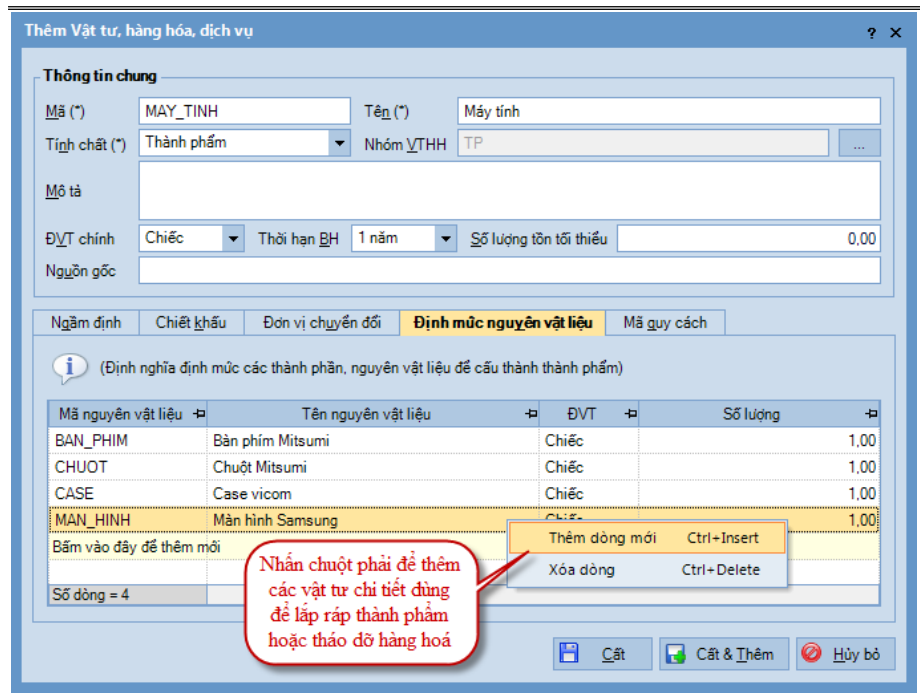 Thêm Vật tư, hàng hóa, dịch vụ ?
Thông tin chung
Mã (*) MAY_TINH Tên (*) Máy tính
Tính chất (*) Thành phẩm Nhóm VTHH TP ...
Mô tả
ĐVT chính Chiếc Thời hạn BH 1 năm Số lượng tồn tối thiểu 0,00
Nguồn gốc
Ngầm định Chiết khấu Đơn vị chuyển đổi Định mức nguyên vật liệu Mã quy cách
(Định nghĩa định mức các thành phần, nguyên vật liệu để cấu thành thành phẩm)
Mã nguyên vật liệu Tên nguyên vật liệu ĐVT Số lượng
BAN_PHIM Bàn phím Mitsumi Chiếc 1,00
CHUOT Chuột Mitsumi Chiếc 1,00
CASE Case vicom Chiếc 1,00
MAN_HINH Màn hình Samsung Chiếc 1,00
Bấm vào đây để thêm mới
Thêm dòng mới Ctrl+Insert
Xóa dòng Ctrl+Delete
Nhấn chuột phải để thêm
các vật tư chi tiết dùng
để lắp ráp thành phẩm
hoặc tháo dỡ hàng hoá
Số dòng = 4
Cất Cất & Thêm Hủy bỏ